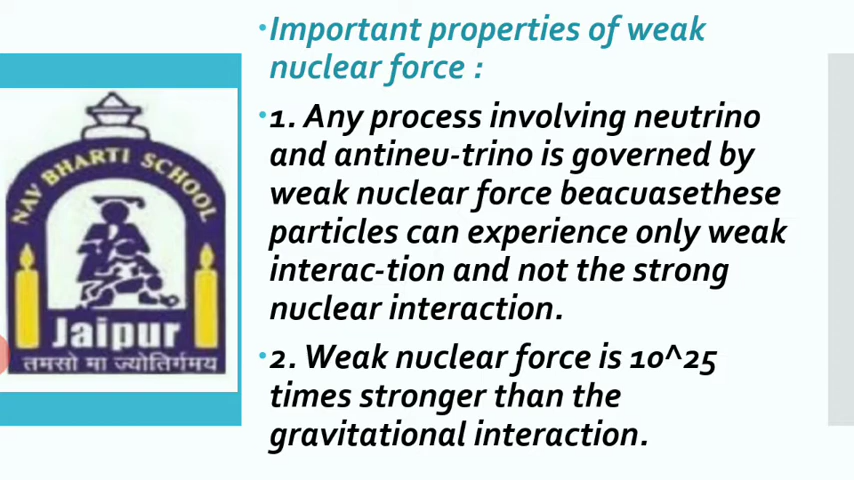 •Important properties of weak
nuclear force :
•1. Any process involving neutrino
and antineu-trino is governed by
weak nuclear force beacuasethese
particles can experience only weak
interac-tion and not the strong
nuclear interaction.
•2. Weak nuclear force is 10^25
times stronger than the
gravitational interaction.
NAV BHARTI SCHOOL
Jaipur
तमसो मा ज्योतिर्गमय